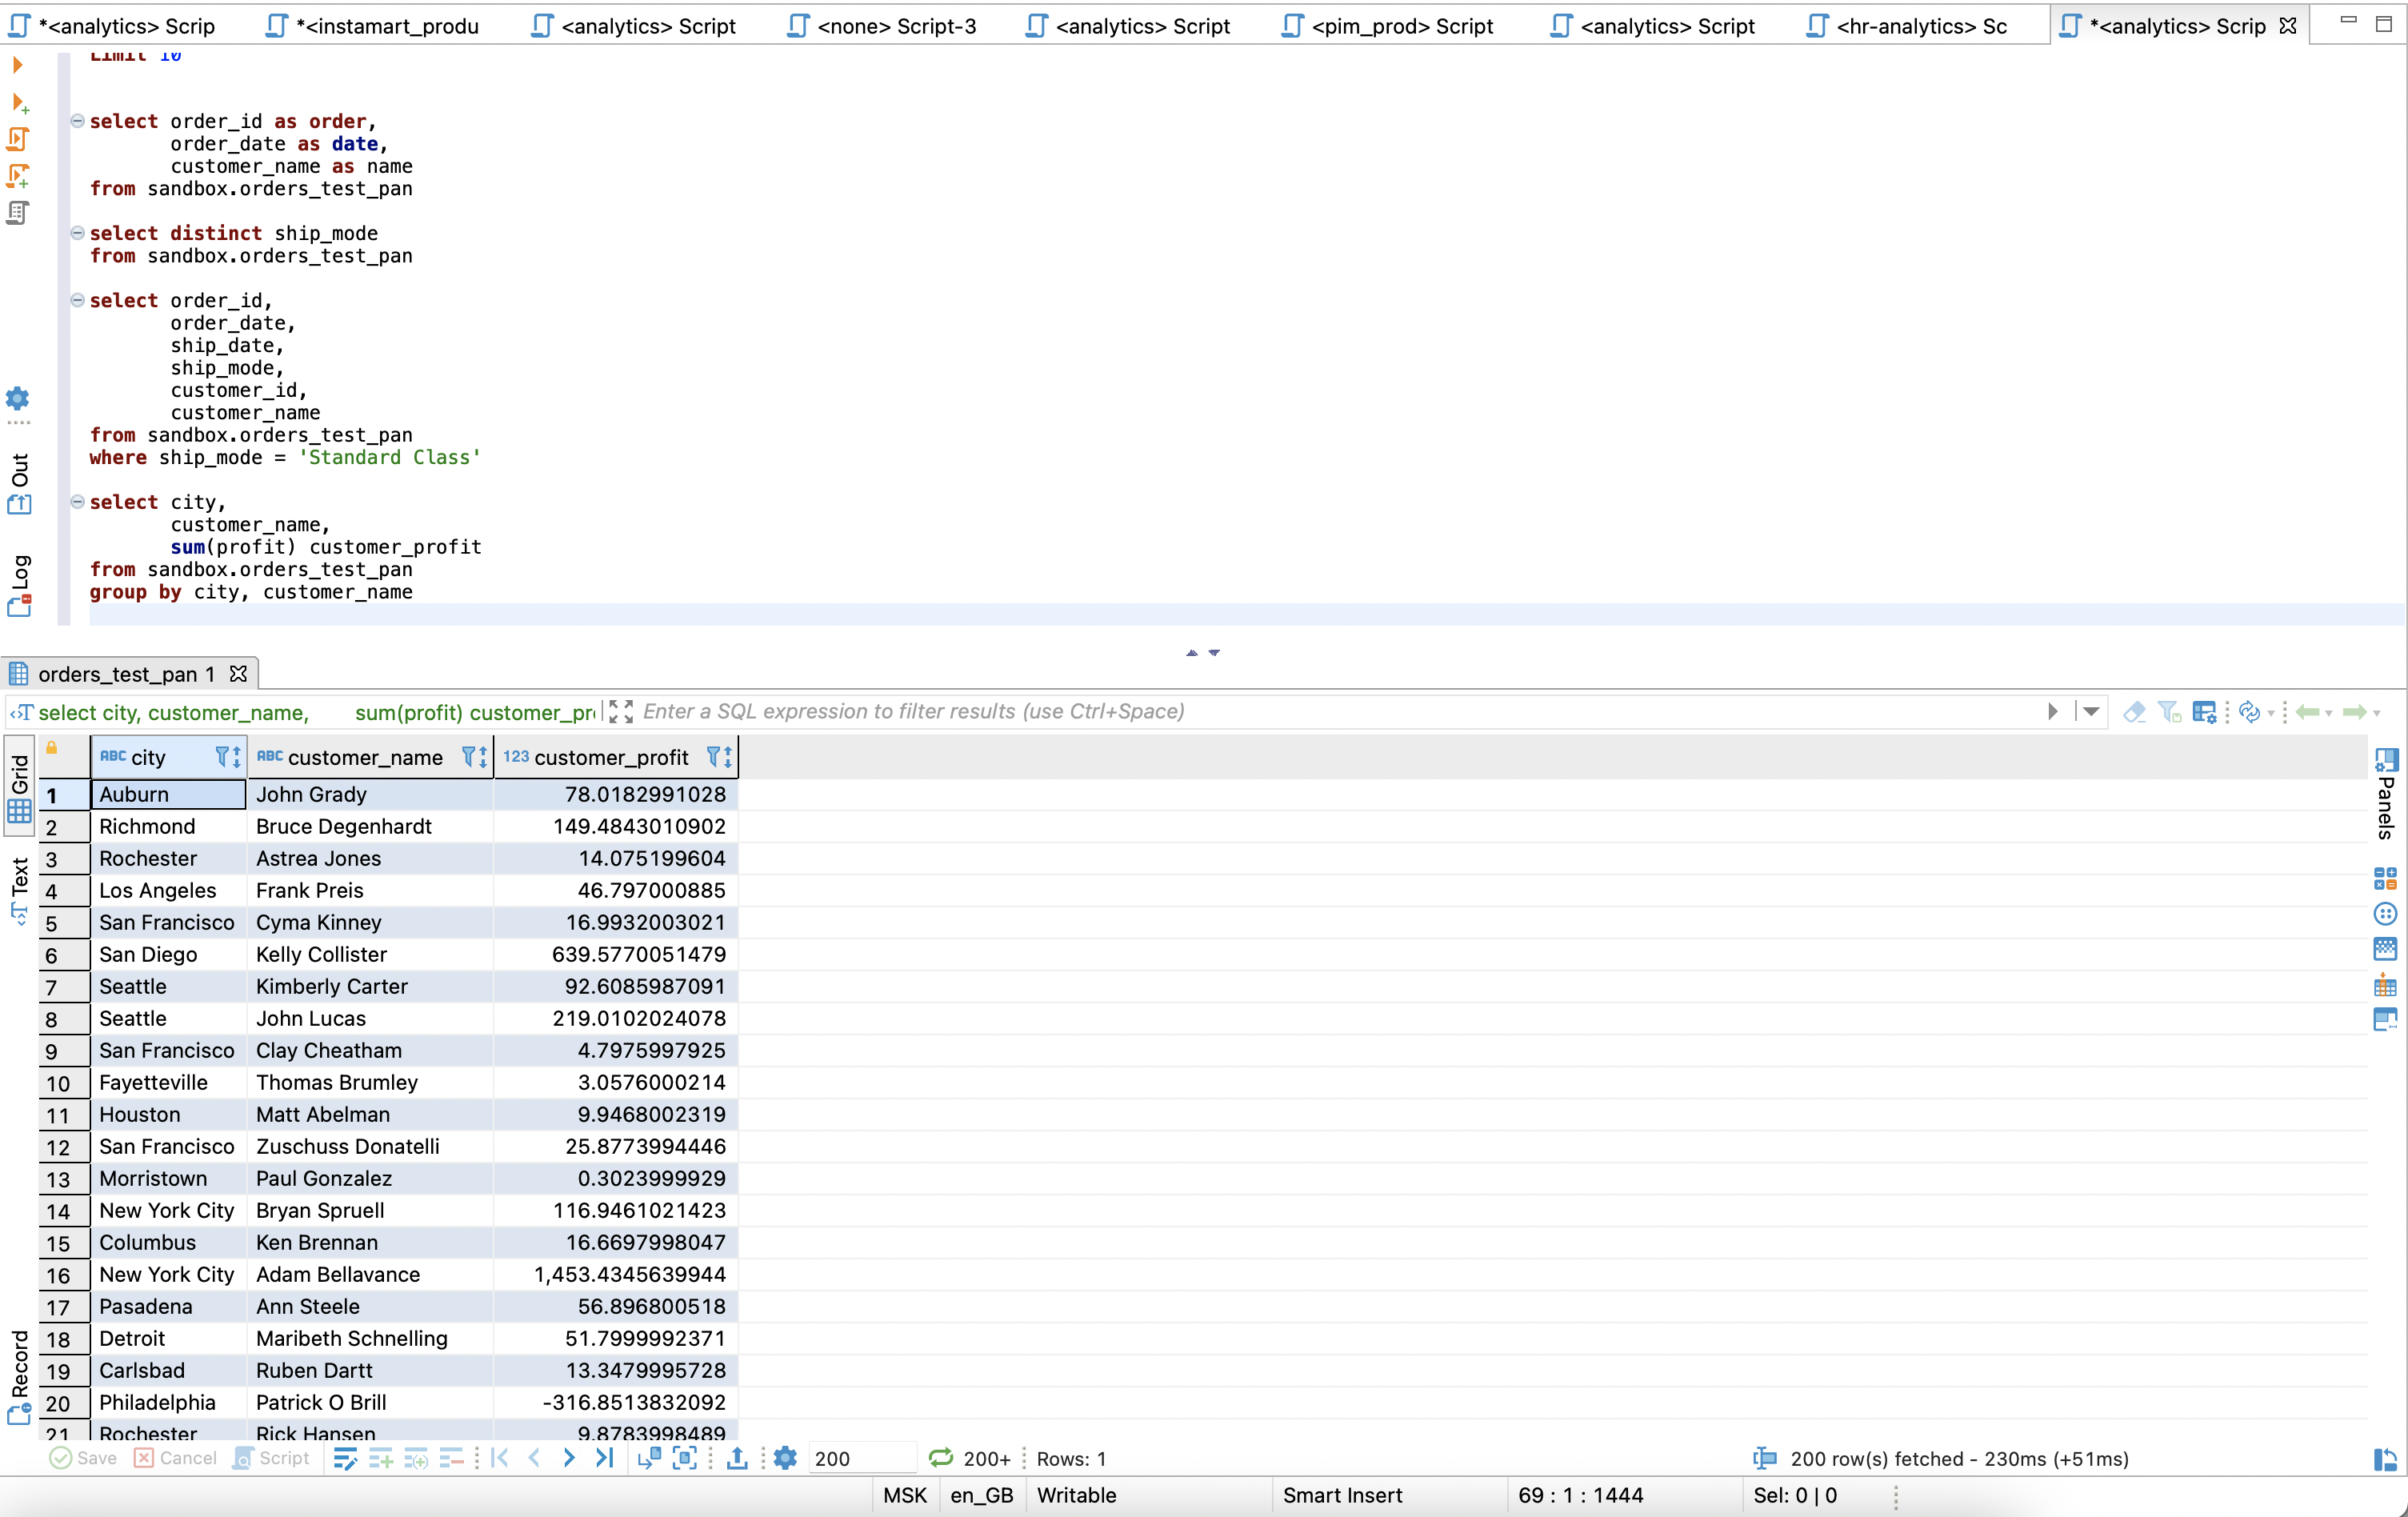 *<analytics> Scrip
*<instamart_produ
<analytics> Script
<none> Script-3
<analytics> Script
<pim_prod> Script
<analytics> Script
<hr-analytics> Sc
*<analytics> Scrip
Limit 10
select order_id as order,
order_date as date,
customer_name as name
from sandbox.orders_test_pan
select distinct ship_mode
from sandbox.orders_test_pan
select order_id,
order_date,
ship_date,
ship_mode,
customer_id,
customer_name
from sandbox.orders_test_pan
where ship_mode = 'Standard Class'
select city,
customer_name,
sum(profit) customer_profit
from sandbox.orders_test_pan
group by city, customer_name
Out
Log
orders_test_pan 1
select city, customer_name, sum(profit) customer_pr
Enter a SQL expression to filter results (use Ctrl+Space)
Grid
Text
Record
Panels
ABC city ABC customer_name 123 customer_profit
1 Auburn John Grady 78.0182991028
2 Richmond Bruce Degenhardt 149.4843010902
3 Rochester Astrea Jones 14.075199604
4 Los Angeles Frank Preis 46.797000885
5 San Francisco Cyma Kinney 16.9932003021
6 San Diego Kelly Collister 639.5770051479
7 Seattle Kimberly Carter 92.6085987091
8 Seattle John Lucas 219.0102024078
9 San Francisco Clay Cheatham 4.7975997925
10 Fayetteville Thomas Brumley 3.0576000214
11 Houston Matt Abelman 9.9468002319
12 San Francisco Zuschuss Donatelli 25.8773994446
13 Morristown Paul Gonzalez 0.3023999929
14 New York City Bryan Spruell 116.9461021423
15 Columbus Ken Brennan 16.6697998047
16 New York City Adam Bellavance 1,453.4345639944
17 Pasadena Ann Steele 56.896800518
18 Detroit Maribeth Schnelling 51.7999992371
19 Carlsbad Ruben Dartt 13.3479995728
20 Philadelphia Patrick O Brill -316.8513832092
21 Rochester Rick Hansen 9.8783998489
Save Cancel Script 200 200+ Rows: 1 200 row(s) fetched - 230ms (+51ms)
MSK en_GB Writable Smart Insert 69 : 1 : 1444 Sel: 0 | 0